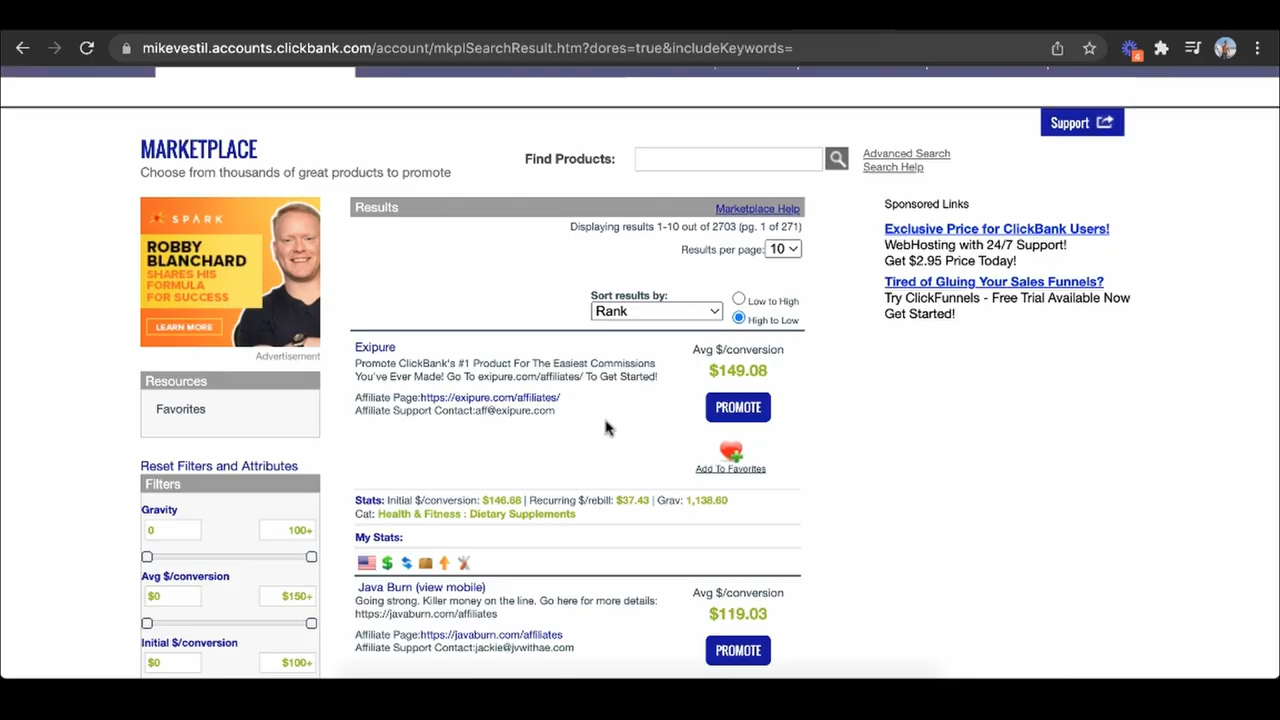 mikevestil.accounts.clickbank.com/account/mkplSearchResult.htm?dores=true&includeKeywords=
4
Support
MARKETPLACE
Choose from thousands of great products to promote
Find Products:
Advanced Search
Search Help
SPARK
ROBBY
BLANCHARD
SHARES HIS
FORMULA
FOR SUCCESS
LEARN MORE
Advertisement
Resources
Favorites
Reset Filters and Attributes
Filters
Gravity
0 100+
Avg $/conversion
$0 $150+
Initial $/conversion
$0 $100+
Results Marketplace Help
Displaying results 1-10 out of 2703 (pg. 1 of 271)
Results per page: 10
Sort results by:
Rank
Low to High
High to Low
Exipure
Promote ClickBank's #1 Product For The Easiest Commissions
You've Ever Made! Go To exipure.com/affiliates/ To Get Started!
Affiliate Page:https://exipure.com/affiliates/
Affiliate Support Contact:aff@exipure.com
Avg $/conversion
$149.08
PROMOTE
Add To Favorites
Stats: Initial $/conversion: $146.68 | Recurring $/rebill: $37.43 | Grav: 1,138.60
Cat: Health & Fitness : Dietary Supplements
My Stats:
Java Burn (view mobile)
Going strong. Killer money on the line. Go here for more details:
https://javaburn.com/affiliates
Affiliate Page:https://javaburn.com/affiliates
Affiliate Support Contact:jackie@jvwithae.com
Avg $/conversion
$119.03
PROMOTE
Sponsored Links
Exclusive Price for ClickBank Users!
WebHosting with 24/7 Support!
Get $2.95 Price Today!
Tired of Gluing Your Sales Funnels?
Try ClickFunnels - Free Trial Available Now
Get Started!